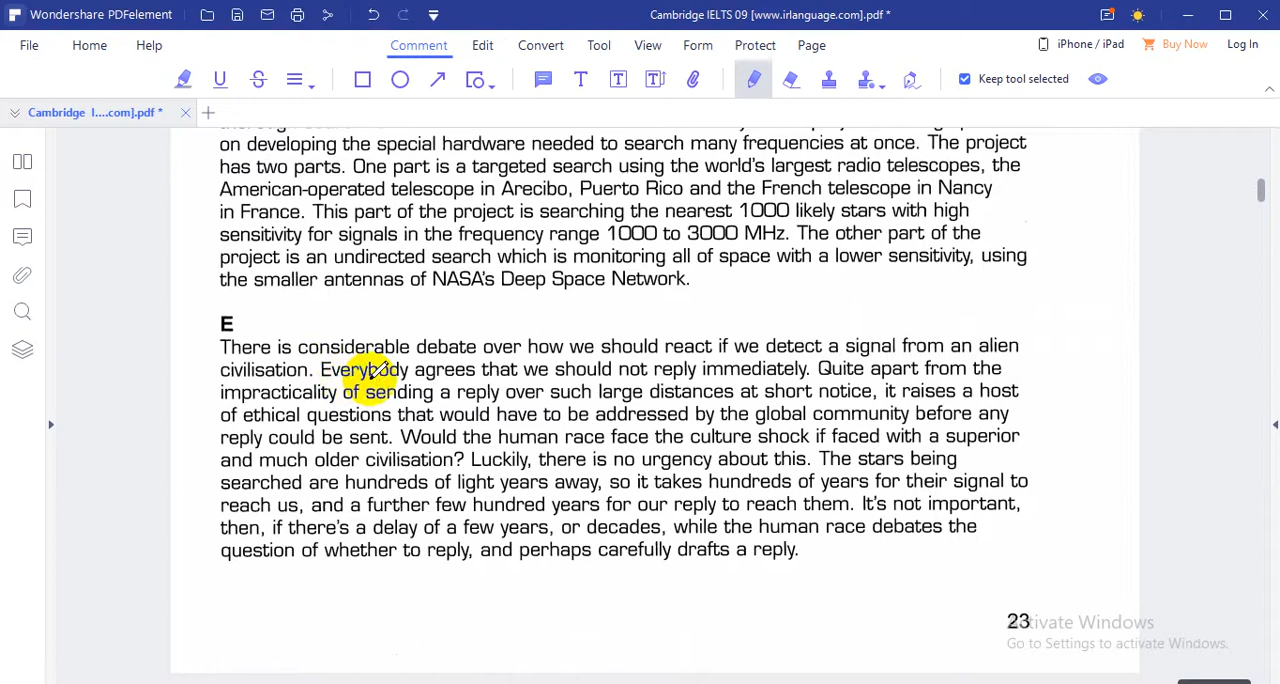 Wondershare PDFelement
Cambridge IELTS 09 [www.irlanguage.com].pdf *
File Home Help Comment Edit Convert Tool View Form Protect Page iPhone / iPad Buy Now Log In
Keep tool selected
Cambridge I....com].pdf *
on developing the special hardware needed to search many frequencies at once. The project
has two parts. One part is a targeted search using the world's largest radio telescopes, the
American-operated telescope in Arecibo, Puerto Rico and the French telescope in Nancy
in France. This part of the project is searching the nearest 1000 likely stars with high
sensitivity for signals in the frequency range 1000 to 3000 MHz. The other part of the
project is an undirected search which is monitoring all of space with a lower sensitivity, using
the smaller antennas of NASA's Deep Space Network.
E
There is considerable debate over how we should react if we detect a signal from an alien
civilisation. Everybody agrees that we should not reply immediately. Quite apart from the
impracticality of sending a reply over such large distances at short notice, it raises a host
of ethical questions that would have to be addressed by the global community before any
reply could be sent. Would the human race face the culture shock if faced with a superior
and much older civilisation? Luckily, there is no urgency about this. The stars being
searched are hundreds of light years away, so it takes hundreds of years for their signal to
reach us, and a further few hundred years for our reply to reach them. It's not important,
then, if there's a delay of a few years, or decades, while the human race debates the
question of whether to reply, and perhaps carefully drafts a reply.
23
Activate Windows
Go to Settings to activate Windows.